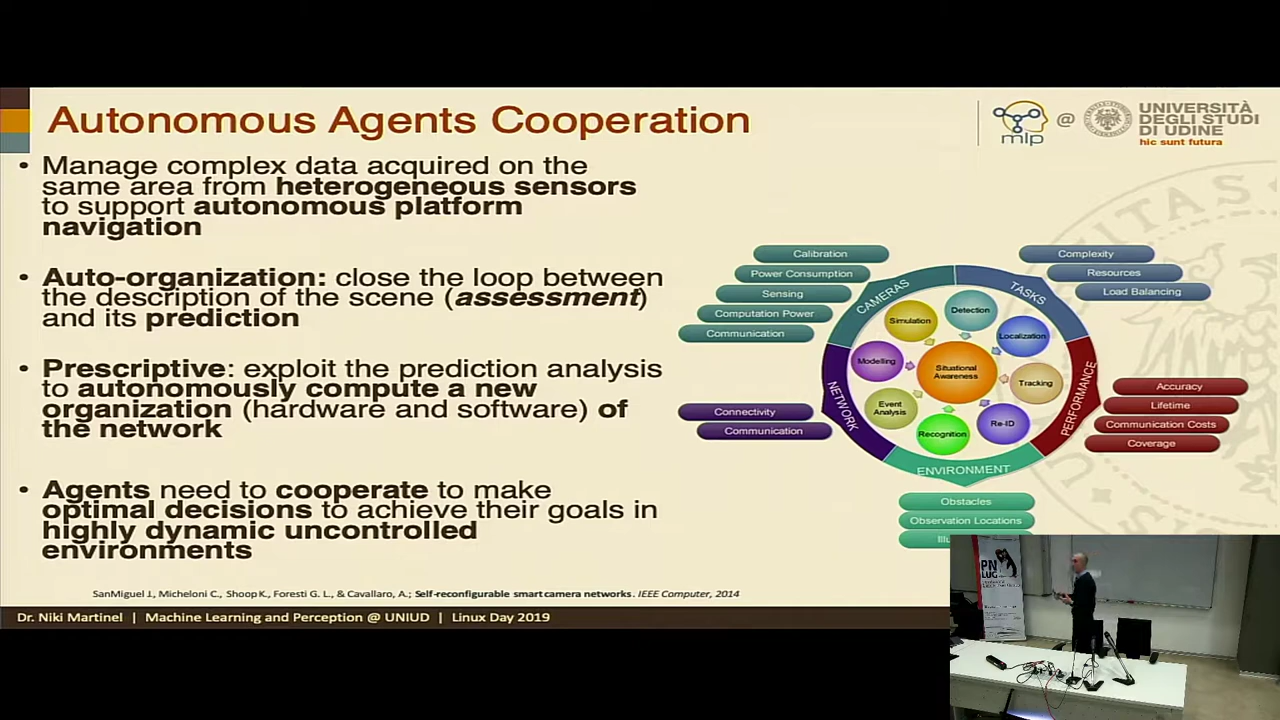 Autonomous Agents Cooperation
mlp @ UNIVERSITÀ
DEGLI STUDI
DI UDINE
hic sunt futura
• Manage complex data acquired on the
same area from heterogeneous sensors
to support autonomous platform
navigation
• Auto-organization: close the loop between
the description of the scene (assessment)
and its prediction
• Prescriptive: exploit the prediction analysis
to autonomously compute a new
organization (hardware and software) of
the network
• Agents need to cooperate to make
optimal decisions to achieve their goals in
highly dynamic uncontrolled
environments
Calibration
Power Consumption
Sensing
Computation Power
Communication
CAMERAS
TASKS
Complexity
Resources
Load Balancing
Simulation
Detection
Localization
Modelling
Situational
Awareness
Tracking
Event
Analysis
Recognition
Re-ID
NETWORK
Connectivity
Communication
PERFORMANCE
Accuracy
Lifetime
Communication Costs
Coverage
ENVIRONMENT
Obstacles
Observation Locations
SanMiguel J., Micheloni C., Shoop K., Foresti G. L., & Cavallaro, A.; Self-reconfigurable smart camera networks. IEEE Computer, 2014
Dr. Niki Martinel | Machine Learning and Perception @ UNIUD | Linux Day 2019
PN
LUG